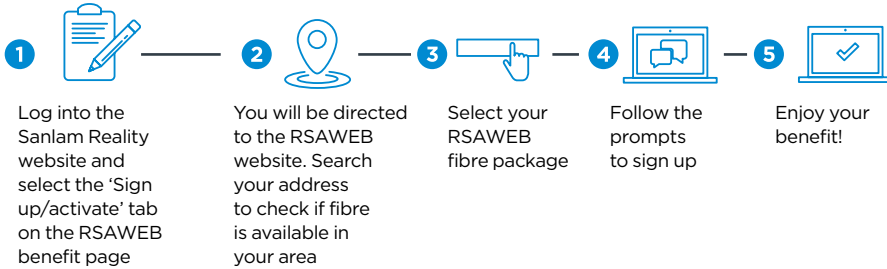 1
Log into the
Sanlam Reality
website and
select the ‘Sign
up/activate’ tab
on the RSAWEB
benefit page
2
You will be directed
to the RSAWEB
website. Search
your address
to check if fibre
is available in
your area
3
Select your
RSAWEB
fibre package
4
Follow the
prompts
to sign up
5
Enjoy your
benefit!